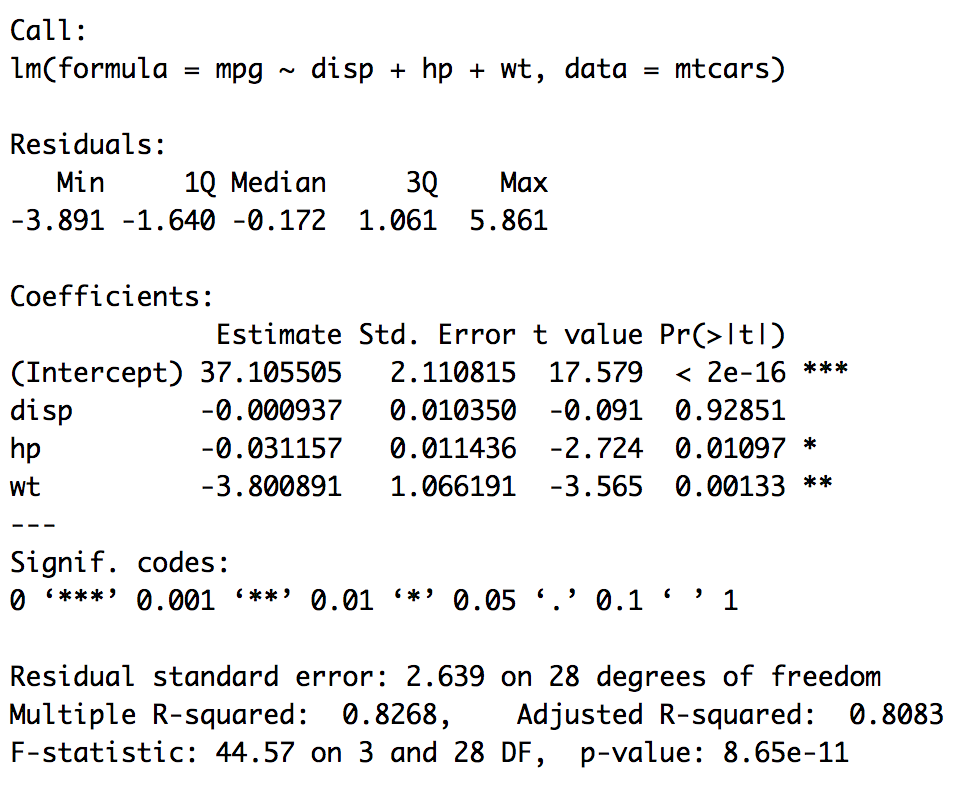 Call:
lm(formula = mpg ~ disp + hp + wt, data = mtcars)
Residuals:
   Min     1Q Median     3Q    Max
-3.891 -1.640 -0.172  1.061  5.861
Coefficients:
             Estimate Std. Error t value Pr(>|t|)
(Intercept) 37.105505   2.110815  17.579  < 2e-16 ***
disp        -0.000937   0.010350  -0.091  0.92851
hp          -0.031157   0.011436  -2.724  0.01097 *
wt          -3.800891   1.066191  -3.565  0.00133 **
---
Signif. codes:
0 ‘***’ 0.001 ‘**’ 0.01 ‘*’ 0.05 ‘.’ 0.1 ‘ ’ 1
Residual standard error: 2.639 on 28 degrees of freedom
Multiple R-squared:  0.8268,    Adjusted R-squared:  0.8083
F-statistic: 44.57 on 3 and 28 DF,  p-value: 8.65e-11